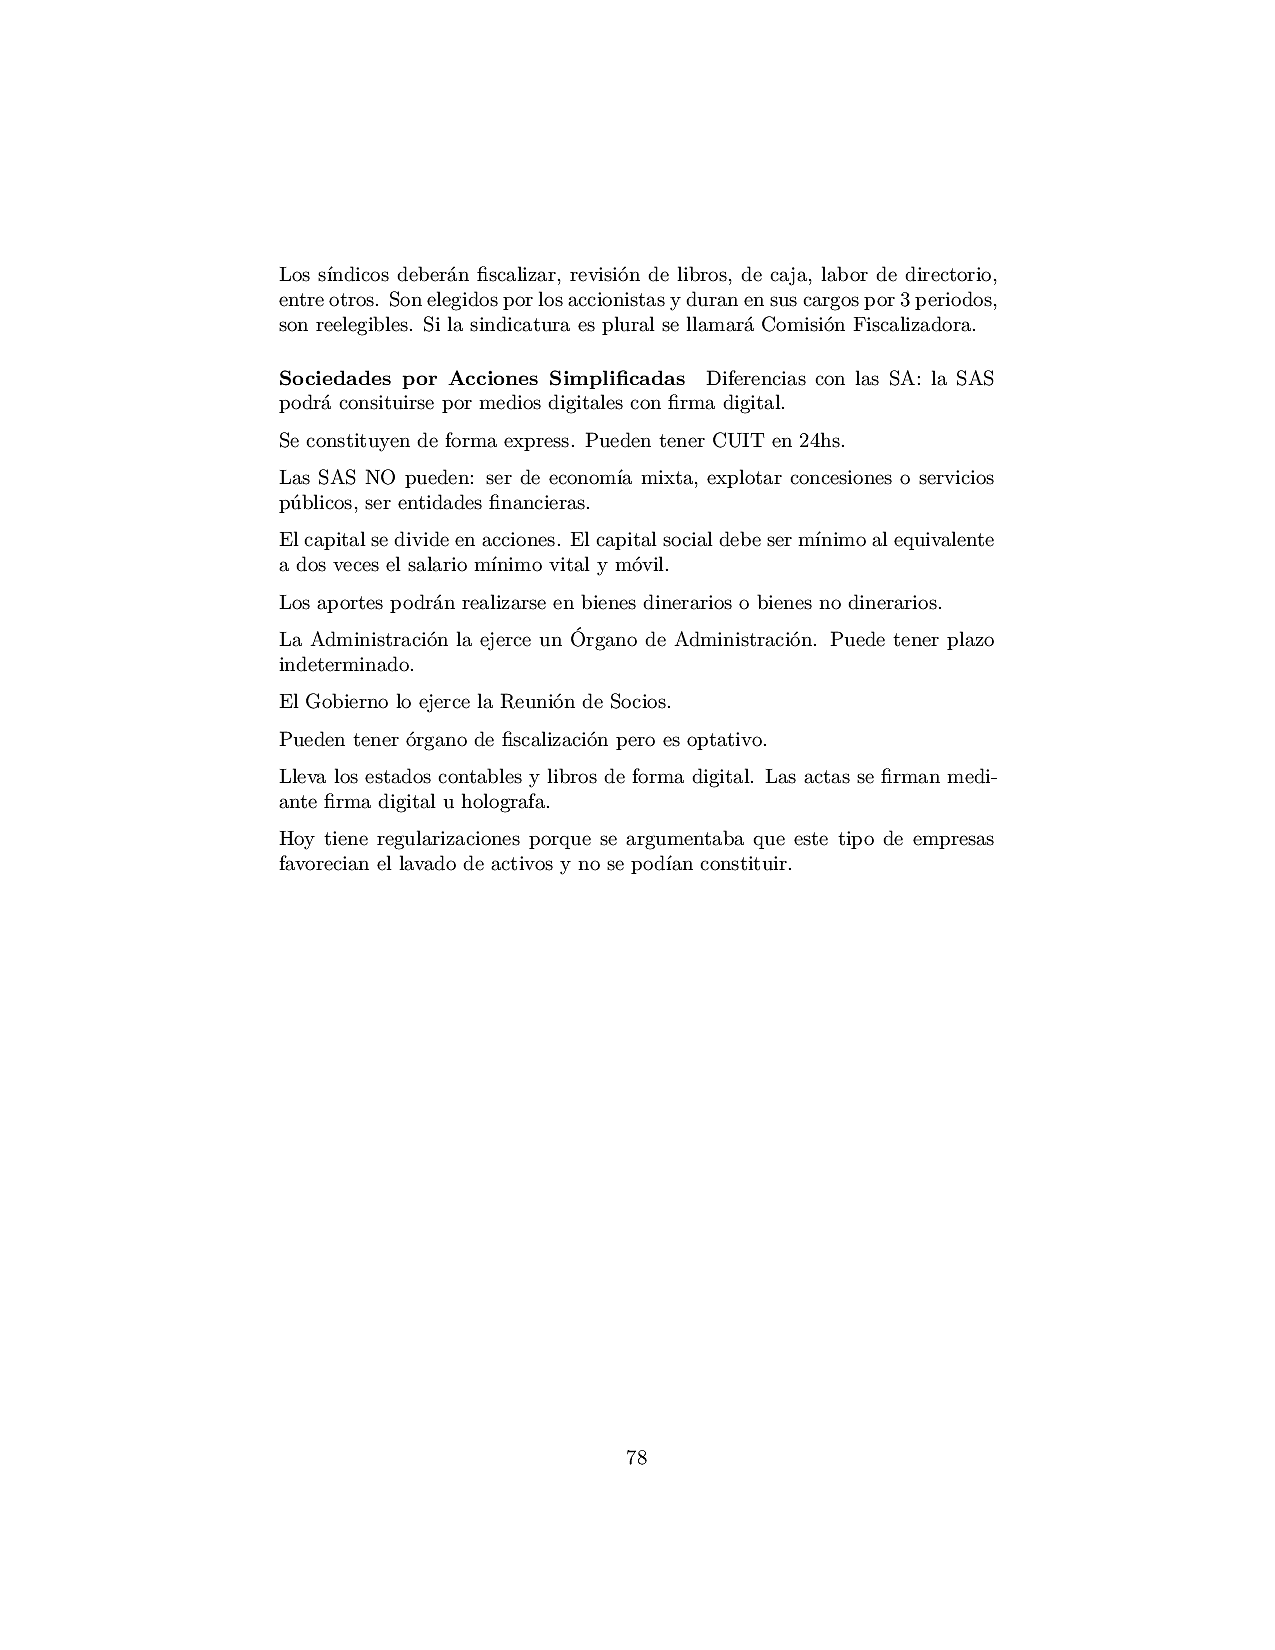 Los síndicos deberán fiscalizar, revisión de libros, de caja, labor de directorio,
entre otros. Son elegidos por los accionistas y duran en sus cargos por 3 periodos,
son reelegibles. Si la sindicatura es plural se llamará Comisión Fiscalizadora.
Sociedades por Acciones Simplificadas Diferencias con las SA: la SAS
podrá consituirse por medios digitales con firma digital.
Se constituyen de forma express. Pueden tener CUIT en 24hs.
Las SAS NO pueden: ser de economía mixta, explotar concesiones o servicios
públicos, ser entidades financieras.
El capital se divide en acciones. El capital social debe ser mínimo al equivalente
a dos veces el salario mínimo vital y móvil.
Los aportes podrán realizarse en bienes dinerarios o bienes no dinerarios.
La Administración la ejerce un Órgano de Administración. Puede tener plazo
indeterminado.
El Gobierno lo ejerce la Reunión de Socios.
Pueden tener órgano de fiscalización pero es optativo.
Lleva los estados contables y libros de forma digital. Las actas se firman medi-
ante firma digital u holografa.
Hoy tiene regularizaciones porque se argumentaba que este tipo de empresas
favorecian el lavado de activos y no se podían constituir.
78